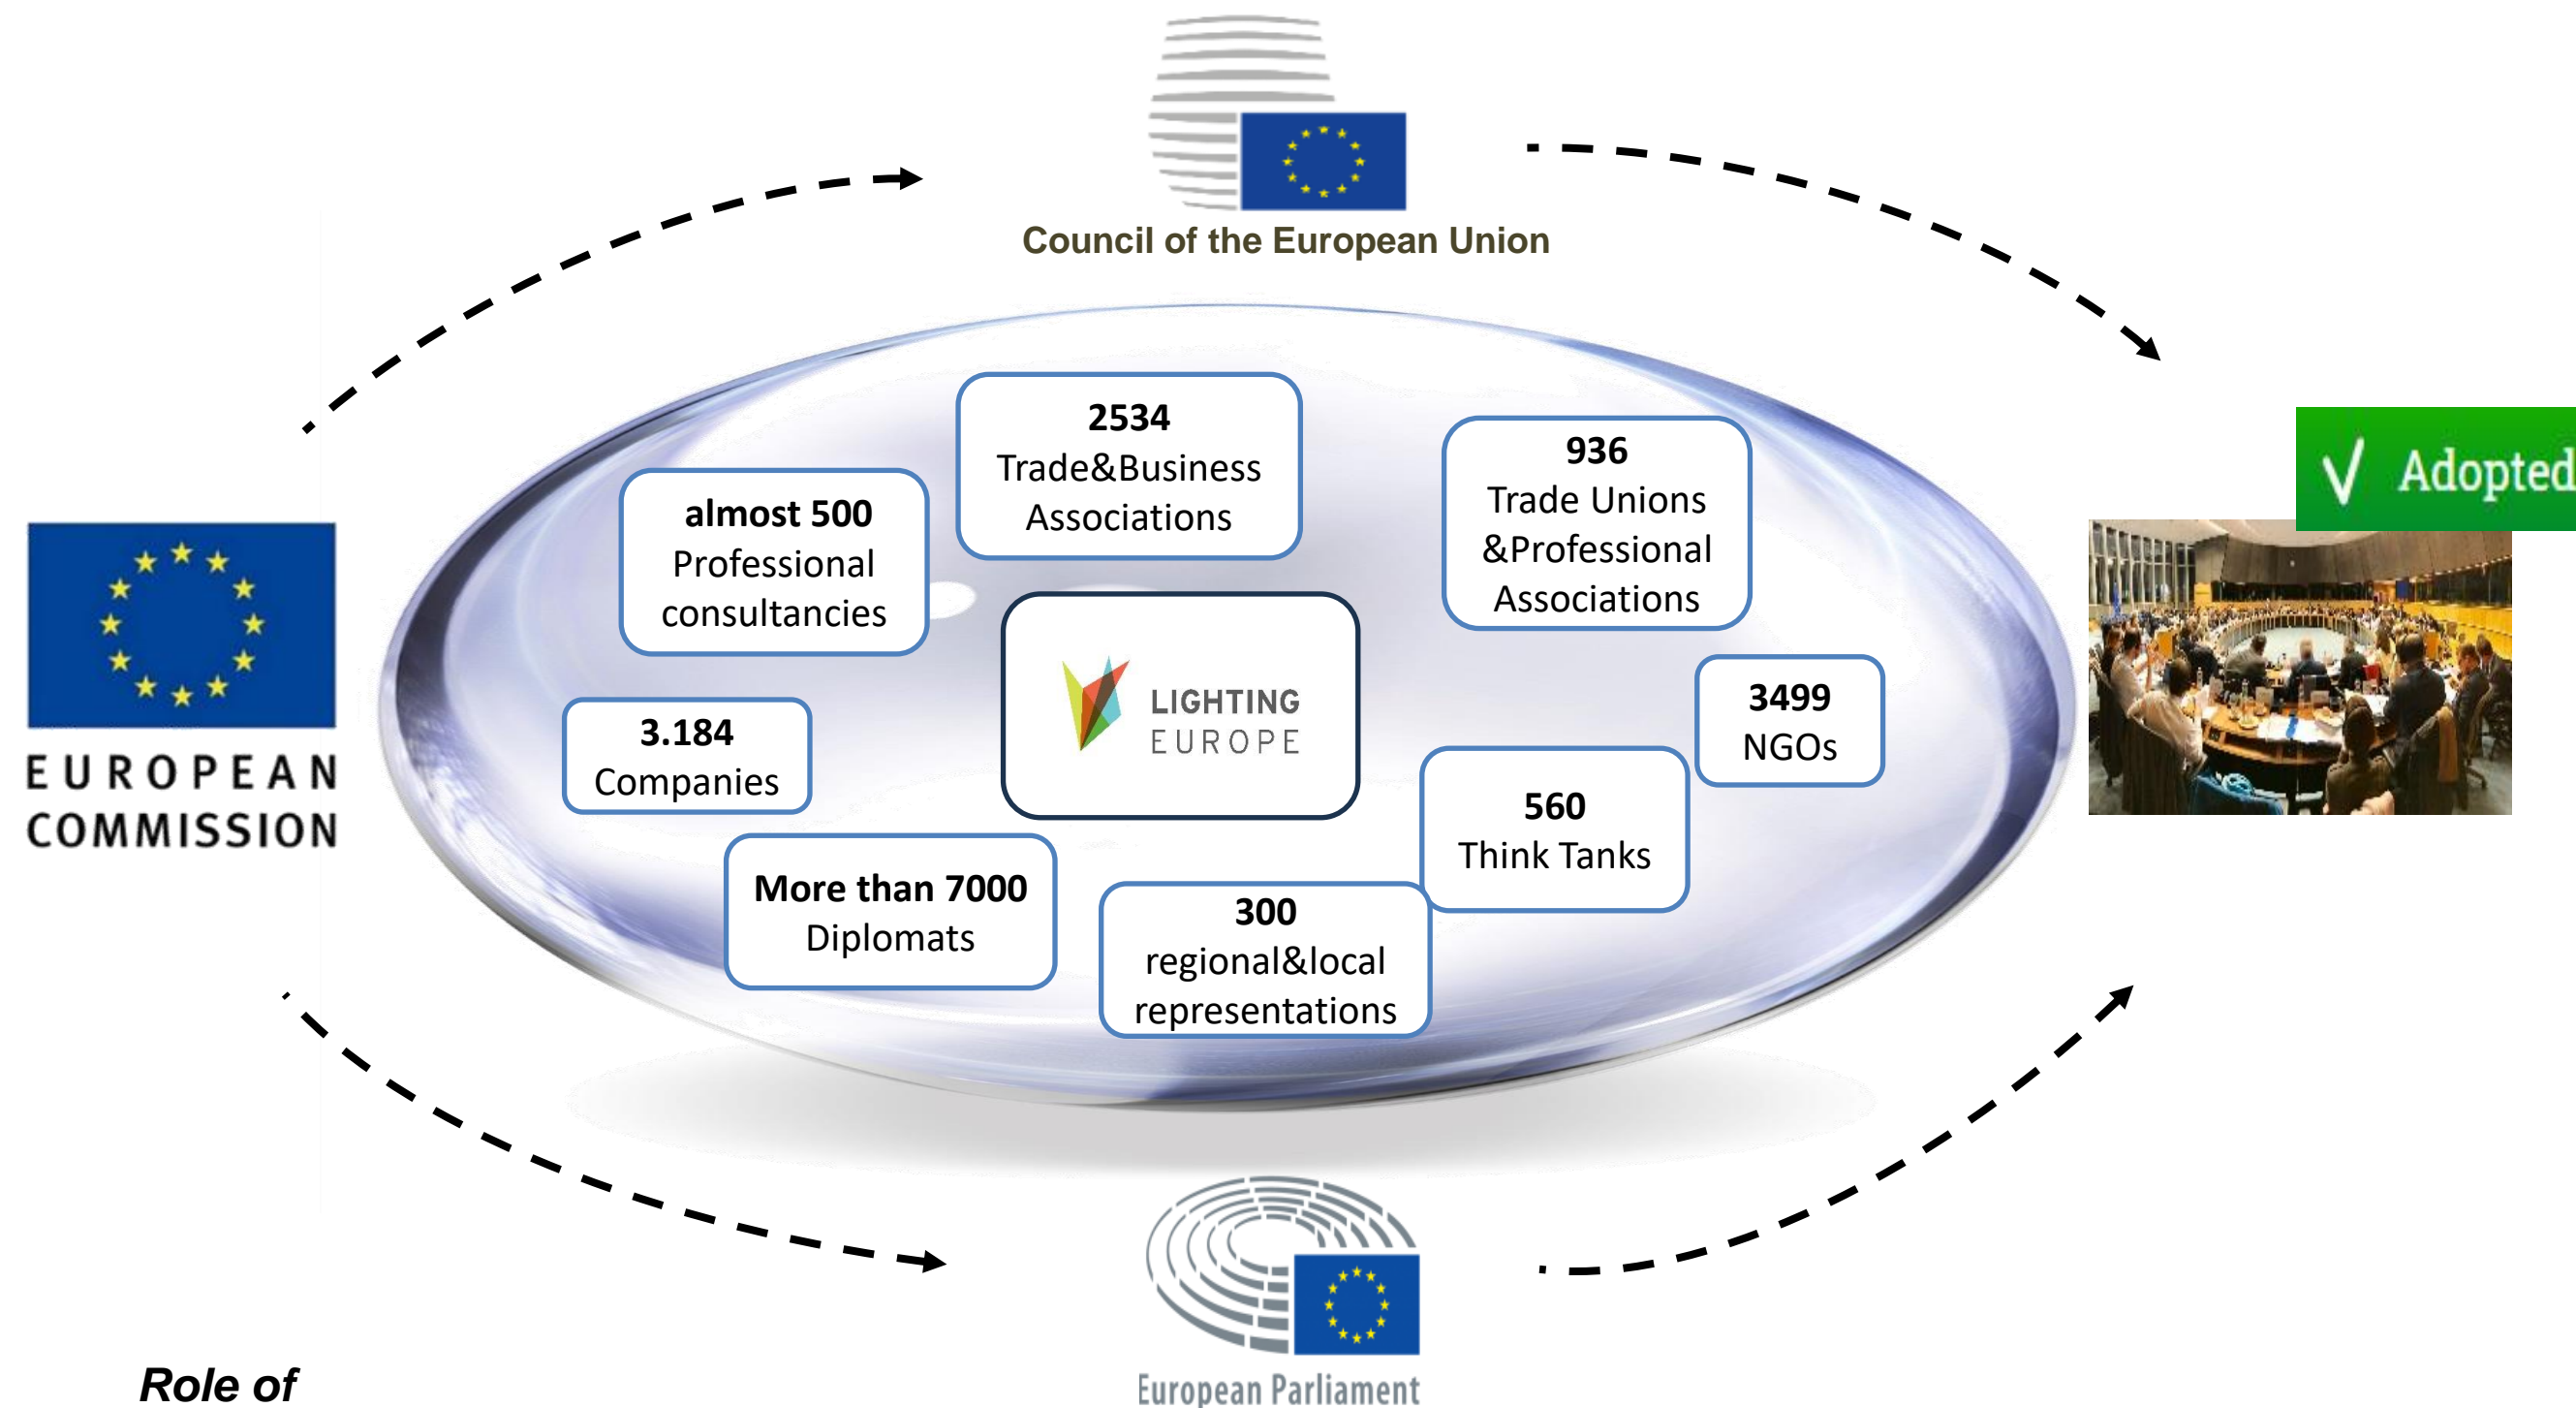 Council of the European Union
2534
Trade&Business
Associations
936
Trade Unions
&Professional
Associations
almost 500
Professional
consultancies
✓ Adopted
LIGHTING
EUROPE
3499
NGOs
3.184
Companies
EUROPEAN
COMMISSION
560
Think Tanks
More than 7000
Diplomats
300
regional&local
representations
European Parliament
Role of